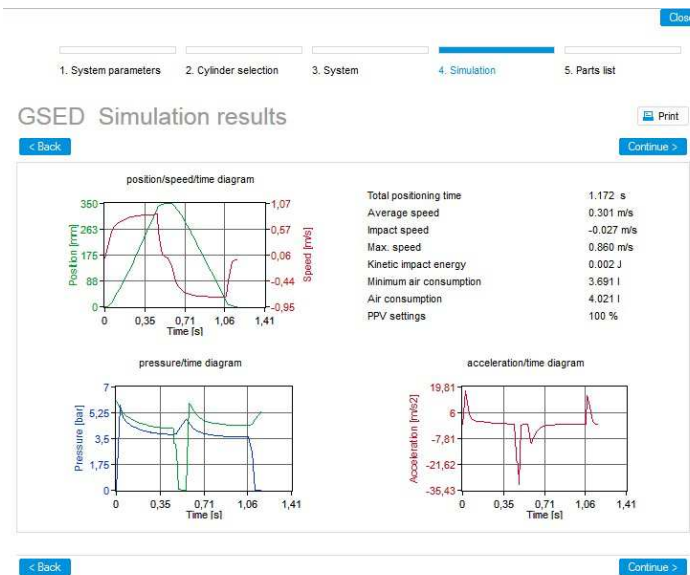 Close
1. System parameters 2. Cylinder selection 3. System 4. Simulation 5. Parts list
GSED Simulation results
Print
< Back Continue >
position/speed/time diagram
350 1,07
263 0,57
175 0,06
88 -0,44
0 -0,95
Position [mm]
Speed [m/s]
0 0,35 0,71 1,06 1,41
Time [s]
Total positioning time 1.172 s
Average speed 0.301 m/s
Impact speed -0.027 m/s
Max. speed 0.860 m/s
Kinetic impact energy 0.002 J
Minimum air consumption 3.691 l
Air consumption 4.021 l
PPV settings 100 %
pressure/time diagram
7
5,25
3,5
1,75
0
Pressure [bar]
0 0,35 0,71 1,06 1,41
Time [s]
acceleration/time diagram
19,81
6
-7,81
-21,62
-35,43
Acceleration [m/s2]
0 0,35 0,71 1,06 1,41
Time [s]
< Back Continue >